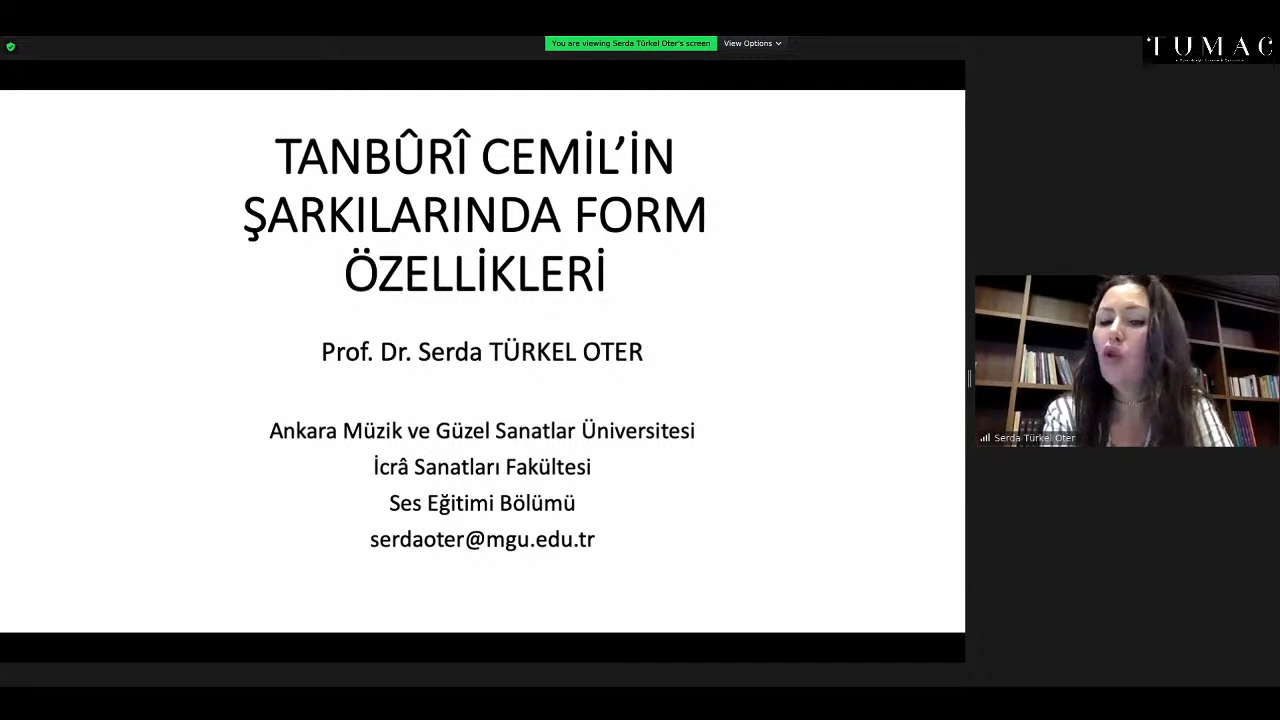 You are viewing Serda Türkel Oter's screen
View Options
TUMAC
TANBÛRÎ CEMİL’İN
ŞARKILARINDA FORM
ÖZELLİKLERİ
Prof. Dr. Serda TÜRKEL OTER
Ankara Müzik ve Güzel Sanatlar Üniversitesi
İcrâ Sanatları Fakültesi
Ses Eğitimi Bölümü
serdaoter@mgu.edu.tr
Serda Türkel Oter